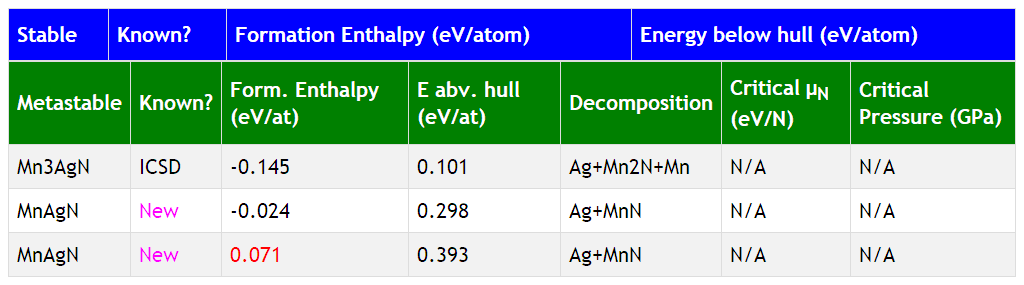 Stable Known? Formation Enthalpy (eV/atom) Energy below hull (eV/atom)
Metastable Known? Form. Enthalpy (eV/at) E abv. hull (eV/at) Decomposition Critical μN (eV/N) Critical Pressure (GPa)
Mn3AgN ICSD -0.145 0.101 Ag+Mn2N+Mn N/A N/A
MnAgN New -0.024 0.298 Ag+MnN N/A N/A
MnAgN New 0.071 0.393 Ag+MnN N/A N/A